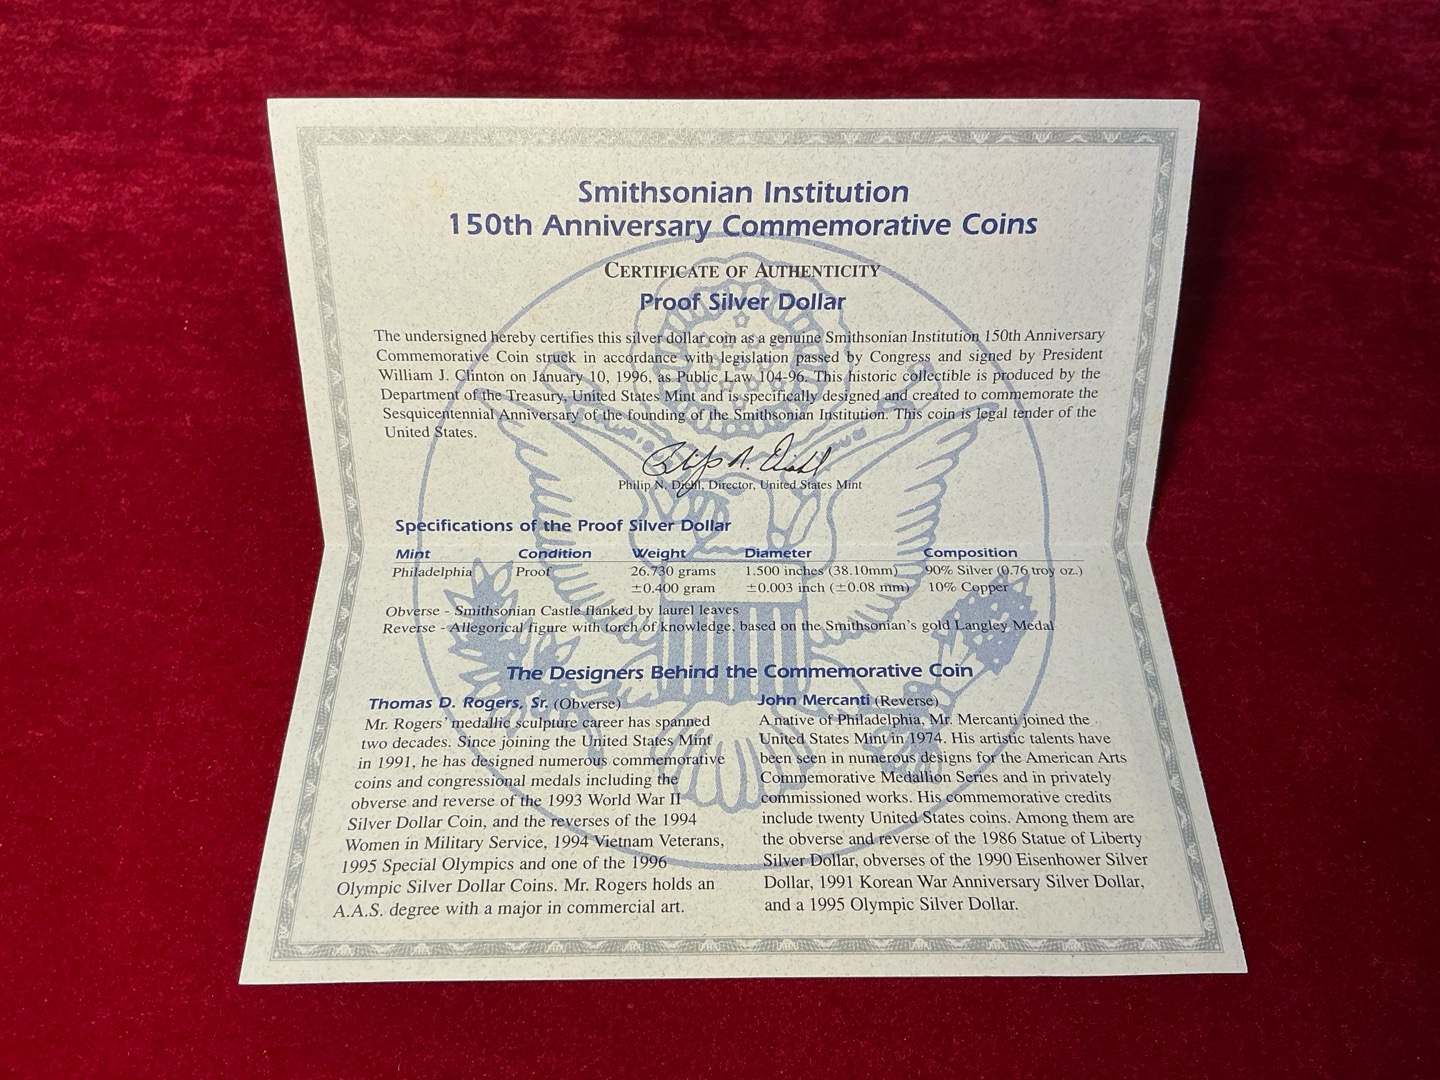 Smithsonian Institution
150th Anniversary Commemorative Coins
CERTIFICATE OF AUTHENTICITY
Proof Silver Dollar
The undersigned hereby certifies this silver dollar coin as a genuine Smithsonian Institution 150th Anniversary
Commemorative Coin struck in accordance with legislation passed by Congress and signed by President
William J. Clinton on January 10, 1996, as Public Law 104-96. This historic collectible is produced by the
Department of the Treasury, United States Mint and is specifically designed and created to commemorate the
Sesquicentennial Anniversary of the founding of the Smithsonian Institution. This coin is legal tender of the
United States.
Philip N. Diehl
Philip N. Diehl, Director, United States Mint
Specifications of the Proof Silver Dollar
Mint Condition Weight Diameter Composition
Philadelphia Proof 26.730 grams 1.500 inches (38.10mm) 90% Silver (0.76 troy oz.)
±0.400 gram ±0.003 inch (±0.08 mm) 10% Copper
Obverse - Smithsonian Castle flanked by laurel leaves
Reverse - Allegorical figure with torch of knowledge, based on the Smithsonian's gold Langley Medal
The Designers Behind the Commemorative Coin
Thomas D. Rogers, Sr. (Obverse)
Mr. Rogers' medallic sculpture career has spanned
two decades. Since joining the United States Mint
in 1991, he has designed numerous commemorative
coins and congressional medals including the
obverse and reverse of the 1993 World War II
Silver Dollar Coin, and the reverses of the 1994
Women in Military Service, 1994 Vietnam Veterans,
1995 Special Olympics and one of the 1996
Olympic Silver Dollar Coins. Mr. Rogers holds an
A.A.S. degree with a major in commercial art.
John Mercanti (Reverse)
A native of Philadelphia, Mr. Mercanti joined the
United States Mint in 1974. His artistic talents have
been seen in numerous designs for the American Arts
Commemorative Medallion Series and in privately
commissioned works. His commemorative credits
include twenty United States coins. Among them are
the obverse and reverse of the 1986 Statue of Liberty
Silver Dollar, obverses of the 1990 Eisenhower Silver
Dollar, 1991 Korean War Anniversary Silver Dollar,
and a 1995 Olympic Silver Dollar.